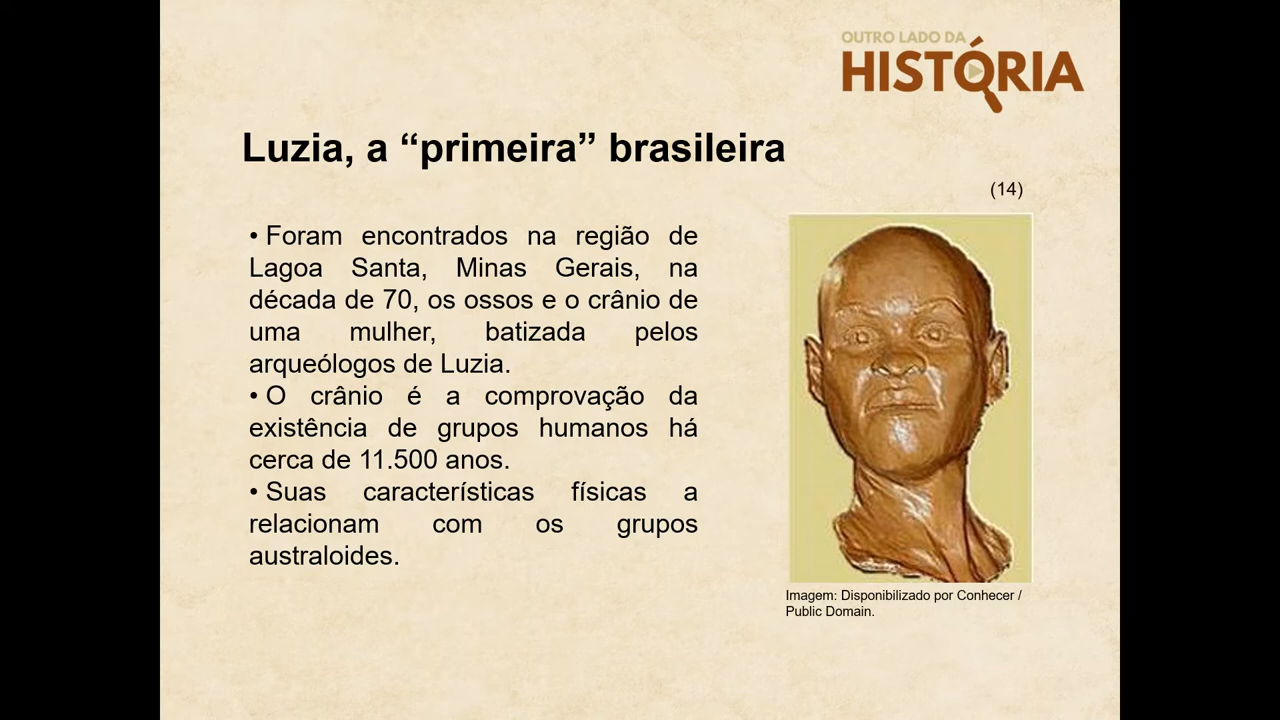 OUTRO LADO DA
HISTÓRIA
Luzia, a “primeira” brasileira
(14)
• Foram encontrados na região de
Lagoa Santa, Minas Gerais, na
década de 70, os ossos e o crânio de
uma mulher, batizada pelos
arqueólogos de Luzia.
• O crânio é a comprovação da
existência de grupos humanos há
cerca de 11.500 anos.
• Suas características físicas a
relacionam com os grupos
australoides.
Imagem: Disponibilizado por Conhecer /
Public Domain.